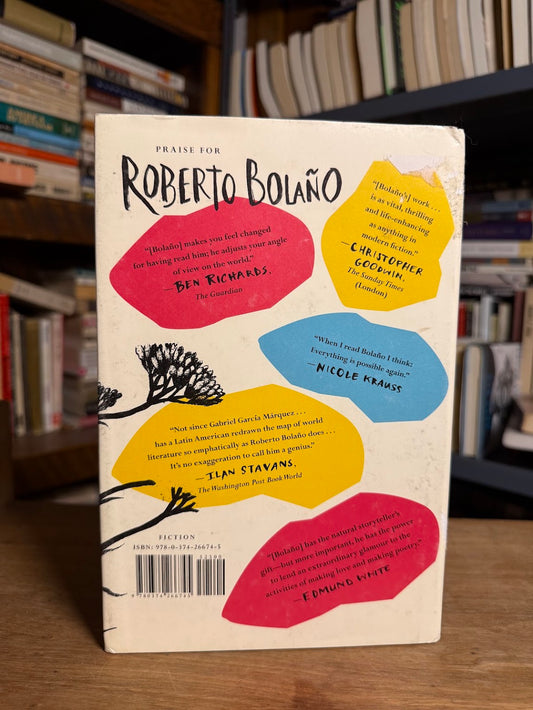 PRAISE FOR
ROBERTO BOLAÑO
"[Bolaño] makes you feel changed
for having read him; he adjusts your angle
of view on the world."
—BEN RICHARDS,
The Guardian
"[Bolaño's] work . . .
is as vital, thrilling
and life-enhancing
as anything in
modern fiction."
—CHRISTOPHER
GOODWIN,
The Sunday Times
(London)
"When I read Bolaño I think:
Everything is possible again."
—NICOLE KRAUSS
"Not since Gabriel García Márquez . . .
has a Latin American redrawn the map of world
literature so emphatically as Roberto Bolaño does . . .
It's no exaggeration to call him a genius."
—ILAN STAVANS,
The Washington Post Book World
"[Bolaño] has the natural storyteller's
gift—but more important, he has the power
to lend an extraordinary glamour to the
activities of making love and making poetry."
—EDMUND WHITE
FICTION
ISBN: 978-0-374-26674-5
9 780374 266745